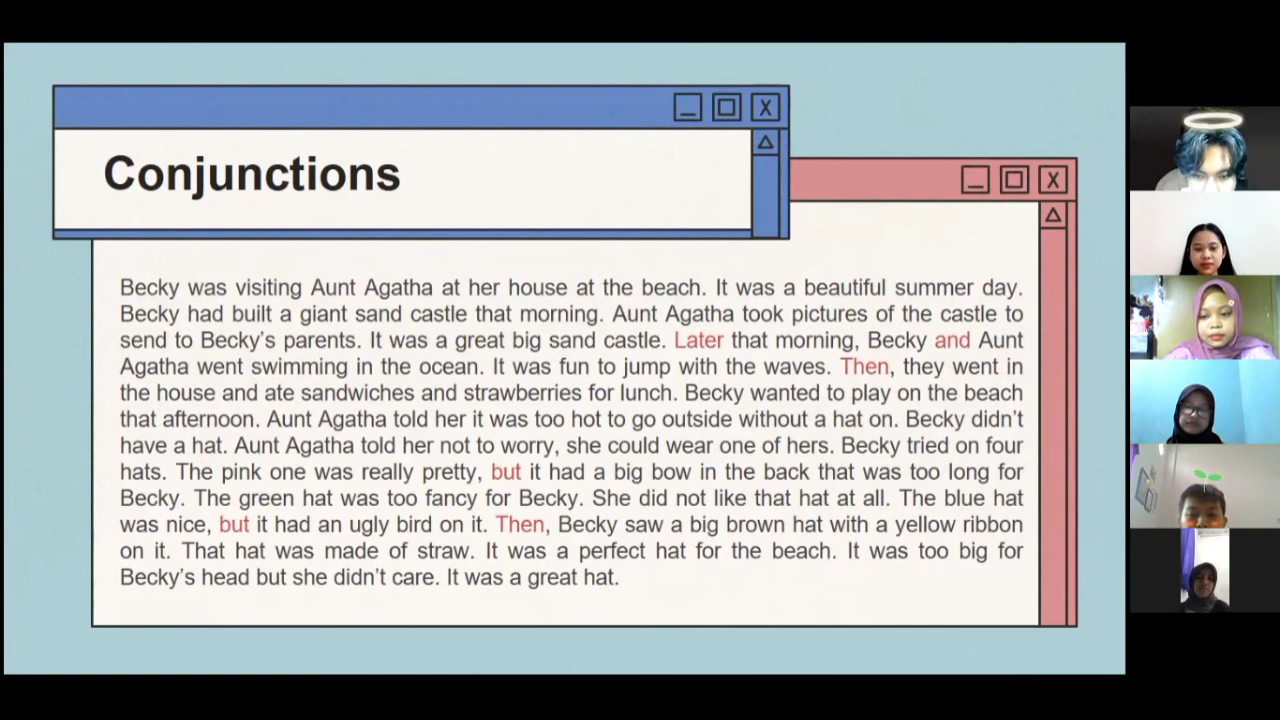 Conjunctions
Becky was visiting Aunt Agatha at her house at the beach. It was a beautiful summer day.
Becky had built a giant sand castle that morning. Aunt Agatha took pictures of the castle to
send to Becky’s parents. It was a great big sand castle. Later that morning, Becky and Aunt
Agatha went swimming in the ocean. It was fun to jump with the waves. Then, they went in
the house and ate sandwiches and strawberries for lunch. Becky wanted to play on the beach
that afternoon. Aunt Agatha told her it was too hot to go outside without a hat on. Becky didn’t
have a hat. Aunt Agatha told her not to worry, she could wear one of hers. Becky tried on four
hats. The pink one was really pretty, but it had a big bow in the back that was too long for
Becky. The green hat was too fancy for Becky. She did not like that hat at all. The blue hat
was nice, but it had an ugly bird on it. Then, Becky saw a big brown hat with a yellow ribbon
on it. That hat was made of straw. It was a perfect hat for the beach. It was too big for
Becky’s head but she didn’t care. It was a great hat.